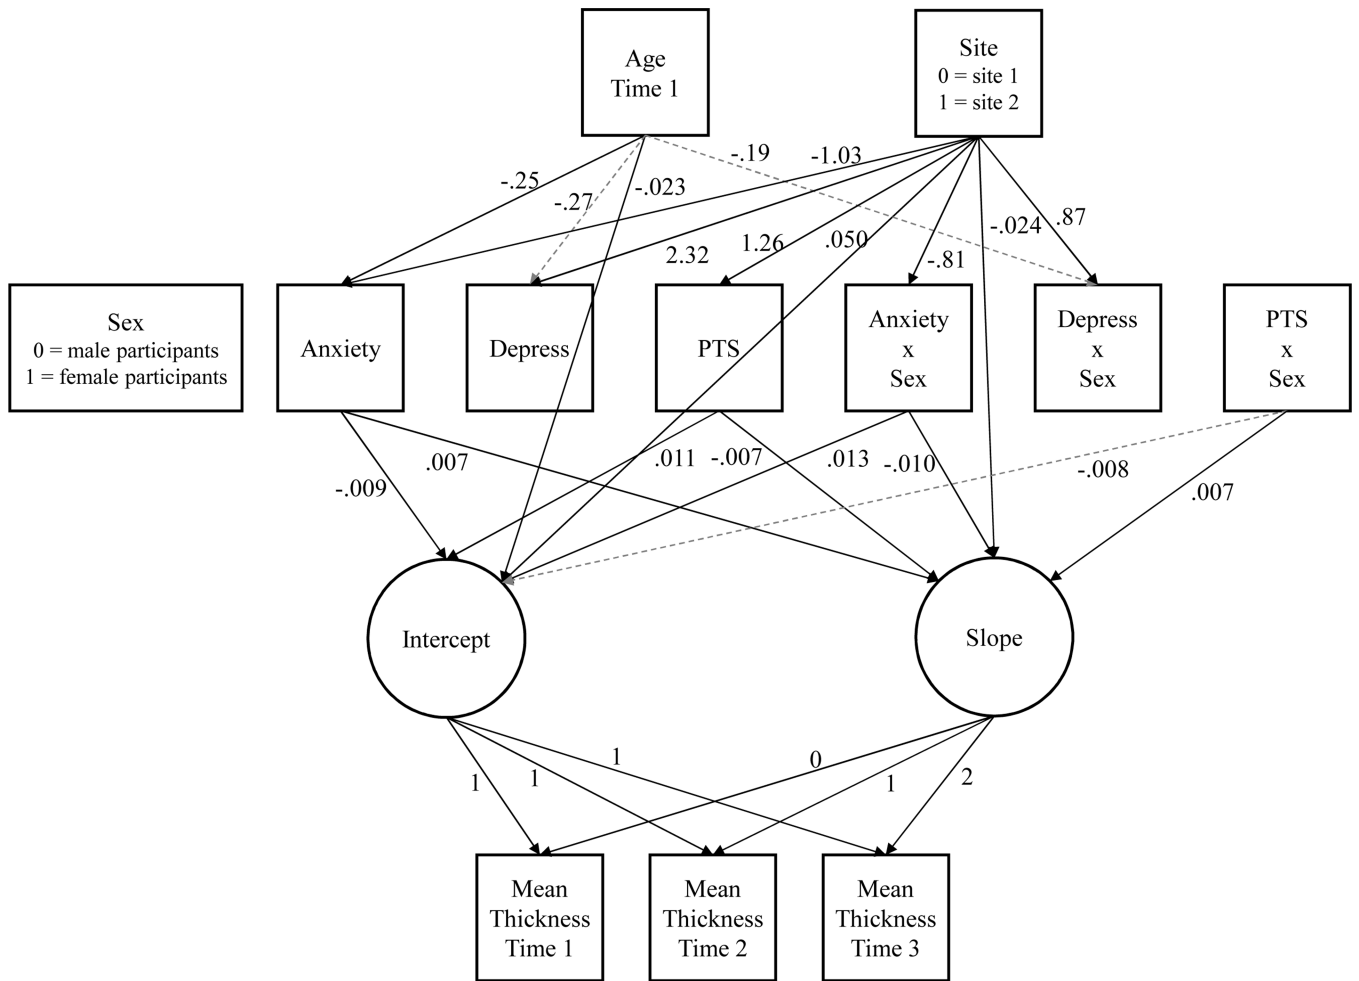 Age
Time 1
Site
0 = site 1
1 = site 2
-.19
-1.03
-.25
-.27
-.023
2.32
1.26
.050
-.81
-.024
.87
Sex
0 = male participants
1 = female participants
Anxiety
Depress
PTS
Anxiety
x
Sex
Depress
x
Sex
PTS
x
Sex
-.009
.007
.011
-.007
.013
-.010
-.008
.007
Intercept
Slope
1
1
1
0
1
2
Mean
Thickness
Time 1
Mean
Thickness
Time 2
Mean
Thickness
Time 3